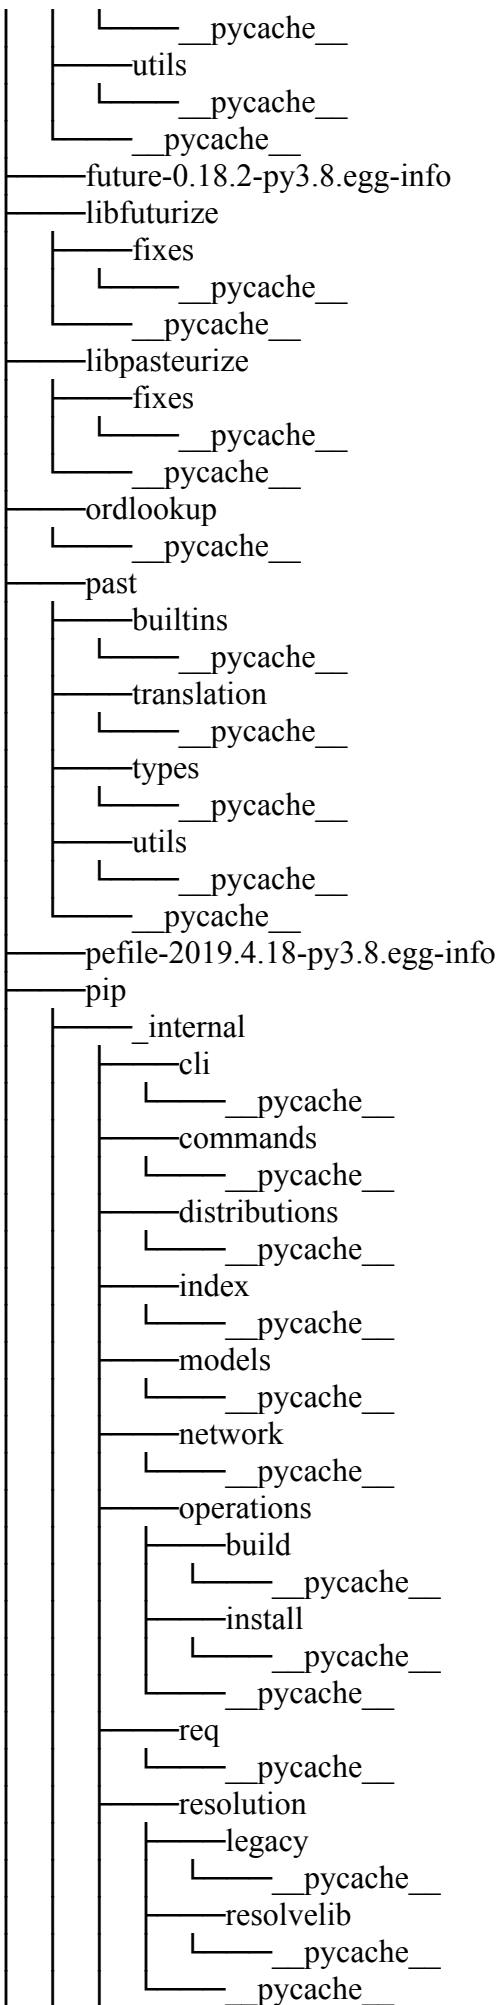 __pycache__
utils
__pycache__
__pycache__
future-0.18.2-py3.8.egg-info
libfuturize
fixes
__pycache__
__pycache__
libpasteurize
fixes
__pycache__
__pycache__
ordlookup
__pycache__
past
builtins
__pycache__
translation
__pycache__
types
__pycache__
utils
__pycache__
__pycache__
pefile-2019.4.18-py3.8.egg-info
pip
_internal
cli
__pycache__
commands
__pycache__
distributions
__pycache__
index
__pycache__
models
__pycache__
network
__pycache__
operations
build
__pycache__
install
__pycache__
__pycache__
req
__pycache__
resolution
legacy
__pycache__
resolvelib
__pycache__
__pycache__